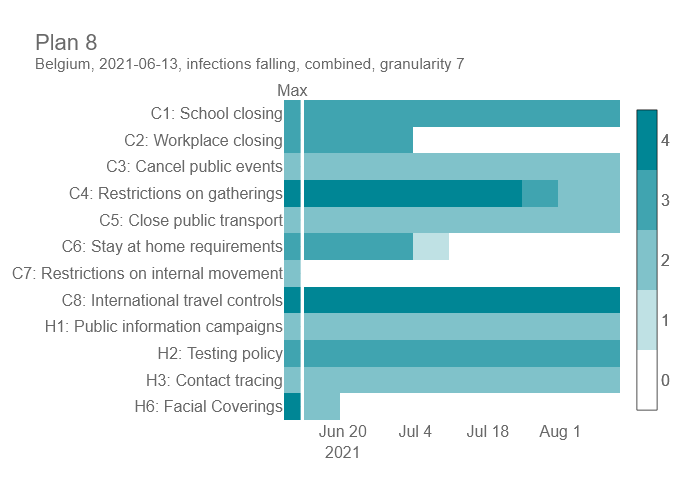 Plan 8
Belgium, 2021-06-13, infections falling, combined, granularity 7
Max
C1: School closing
C2: Workplace closing
C3: Cancel public events
C4: Restrictions on gatherings
C5: Close public transport
C6: Stay at home requirements
C7: Restrictions on internal movement
C8: International travel controls
H1: Public information campaigns
H2: Testing policy
H3: Contact tracing
H6: Facial Coverings
Jun 20 Jul 4 Jul 18 Aug 1
2021
4
3
2
1
0